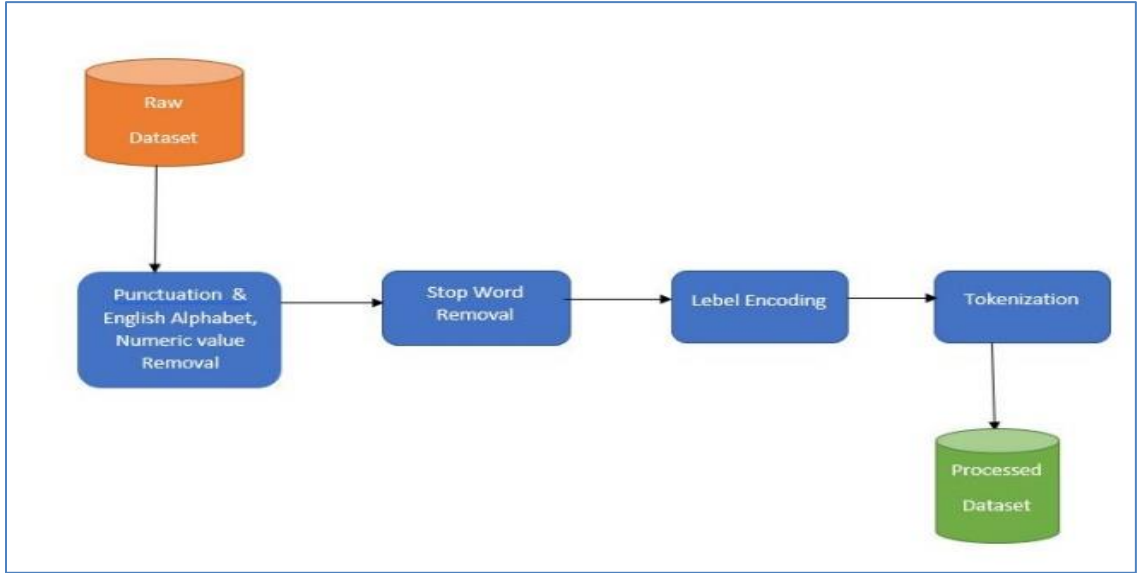 Raw
Dataset
Punctuation &
English Alphabet,
Numeric value
Removal
Stop Word
Removal
Lebel Encoding
Tokenization
Processed
Dataset